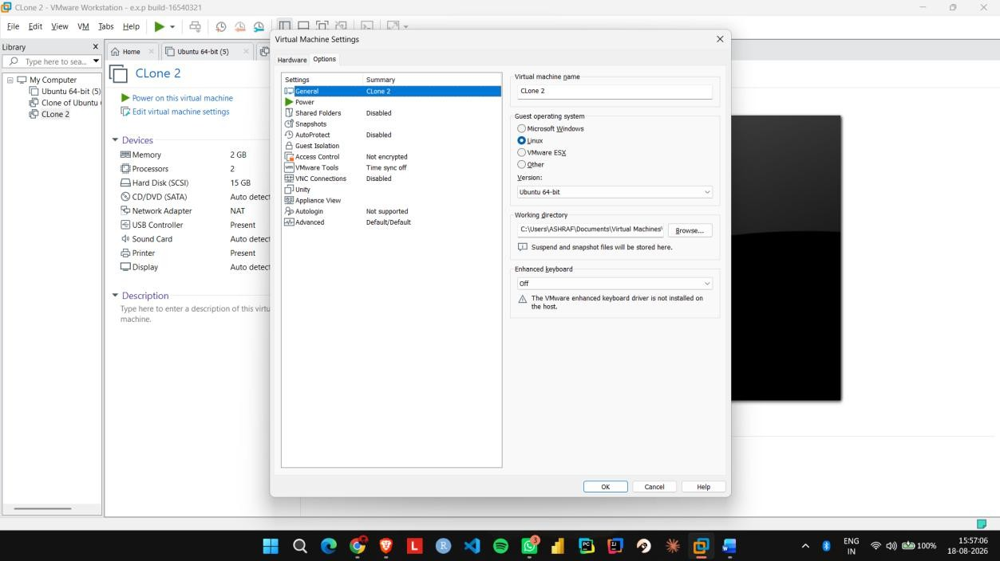 CLone 2 - VMware Workstation - e.x.p build-16540321
File Edit View VM Tabs Help
Library
Type here to sea...
My Computer
Ubuntu 64-bit (5)
Clone of Ubuntu
CLone 2
Home
Ubuntu 64-bit (5)
CLone 2
Power on this virtual machine
Edit virtual machine settings
Devices
Memory 2 GB
Processors 2
Hard Disk (SCSI) 15 GB
CD/DVD (SATA) Auto detect
Network Adapter NAT
USB Controller Present
Sound Card Auto detect
Printer Present
Display Auto detect
Description
Type here to enter a description of this virtu
machine.
Virtual Machine Settings
Hardware Options
Settings Summary
General CLone 2
Power
Shared Folders Disabled
Snapshots
AutoProtect Disabled
Guest Isolation
Access Control Not encrypted
VMware Tools Time sync off
VNC Connections Disabled
Unity
Appliance View
Autologin Not supported
Advanced Default/Default
Virtual machine name
CLone 2
Guest operating system
Microsoft Windows
Linux
VMware ESX
Other
Version:
Ubuntu 64-bit
Working directory
C:\Users\ASHRAF\Documents\Virtual Machines\
Browse...
Suspend and snapshot files will be stored here.
Enhanced keyboard
Off
The VMware enhanced keyboard driver is not installed on
the host.
OK Cancel Help
L R 3 PC IJ W
ENG
IN
100%
15:57:06
18-08-2026